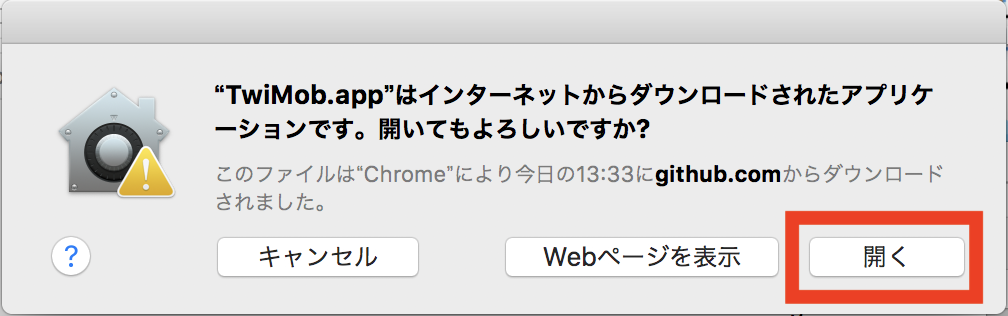 “TwiMob.app”はインターネットからダウンロードされたアプリケ
ーションです。開いてもよろしいですか?
このファイルは“Chrome”により今日の13:33にgithub.comからダウンロード
されました。
?
キャンセル
Webページを表示
開く